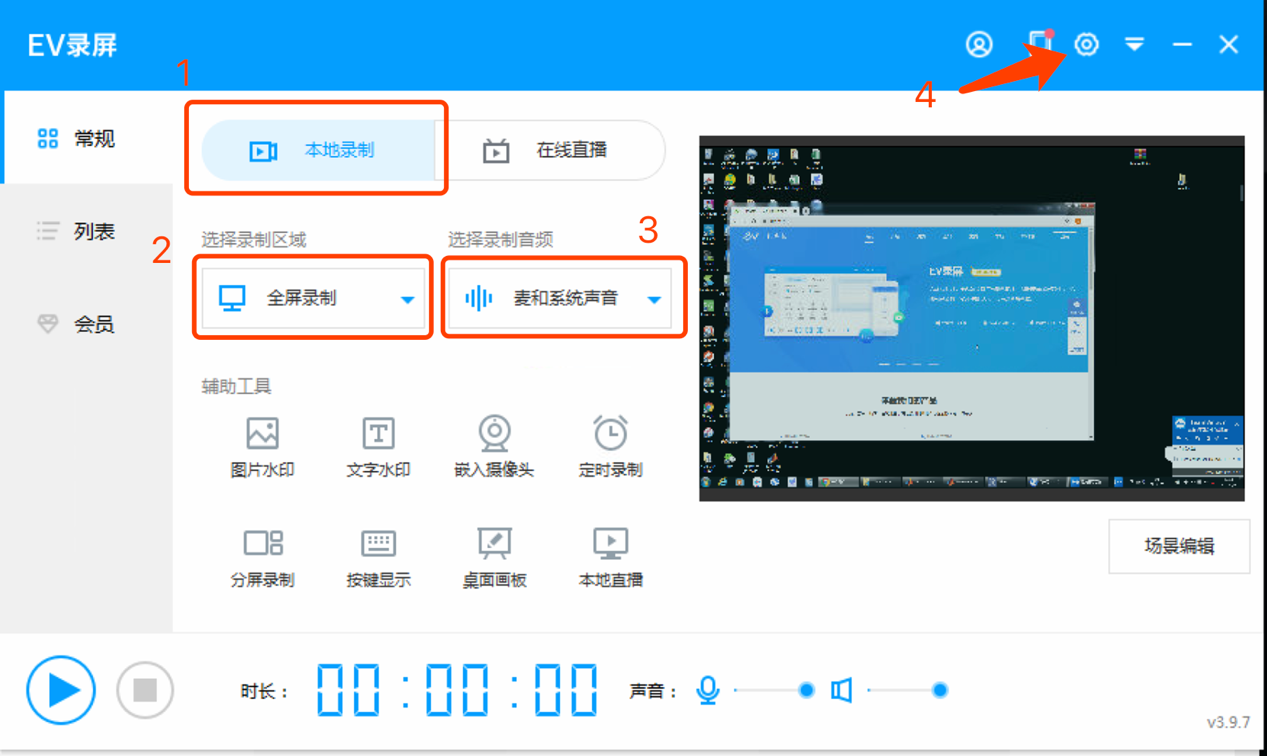 EV录屏
1
4
常规
本地录制
在线直播
列表
2
选择录制区域
选择录制音频
3
全屏录制
麦和系统声音
会员
辅助工具
图片水印
文字水印
嵌入摄像头
定时录制
分屏录制
按键显示
桌面画板
本地直播
EV录屏
场景编辑
时长：
00:00:00
声音：
v3.9.7